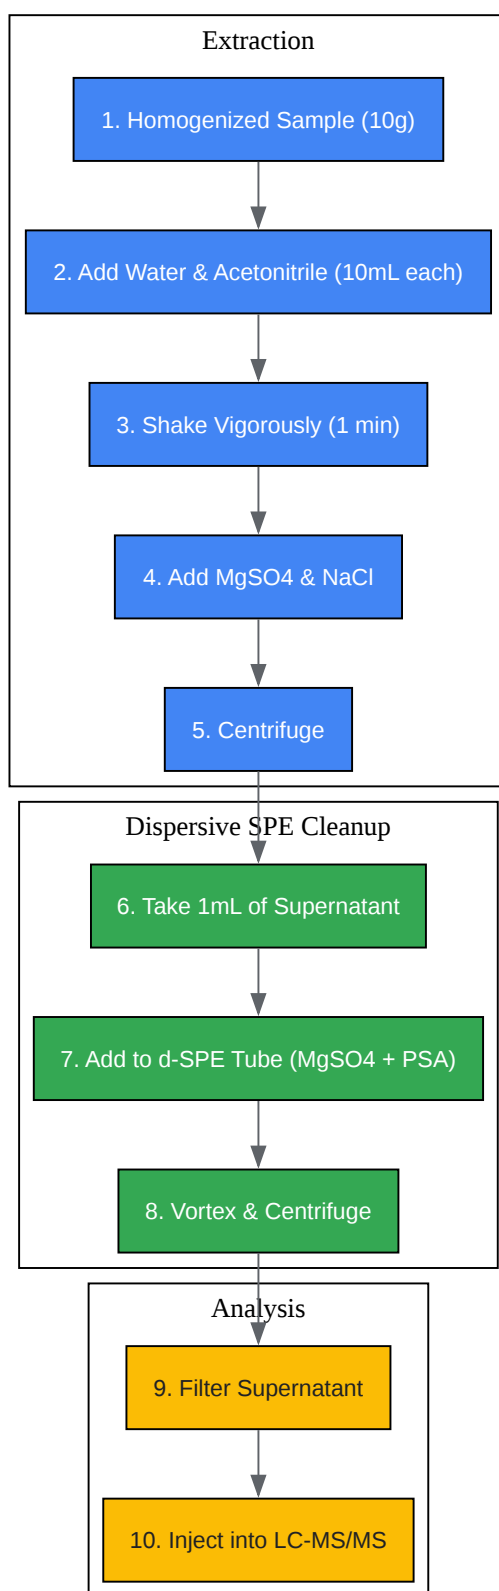 Extraction
1. Homogenized Sample (10g)
2. Add Water & Acetonitrile (10mL each)
3. Shake Vigorously (1 min)
4. Add MgSO4 & NaCl
5. Centrifuge
Dispersive SPE Cleanup
6. Take 1mL of Supernatant
7. Add to d-SPE Tube (MgSO4 + PSA)
8. Vortex & Centrifuge
Analysis
9. Filter Supernatant
10. Inject into LC-MS/MS